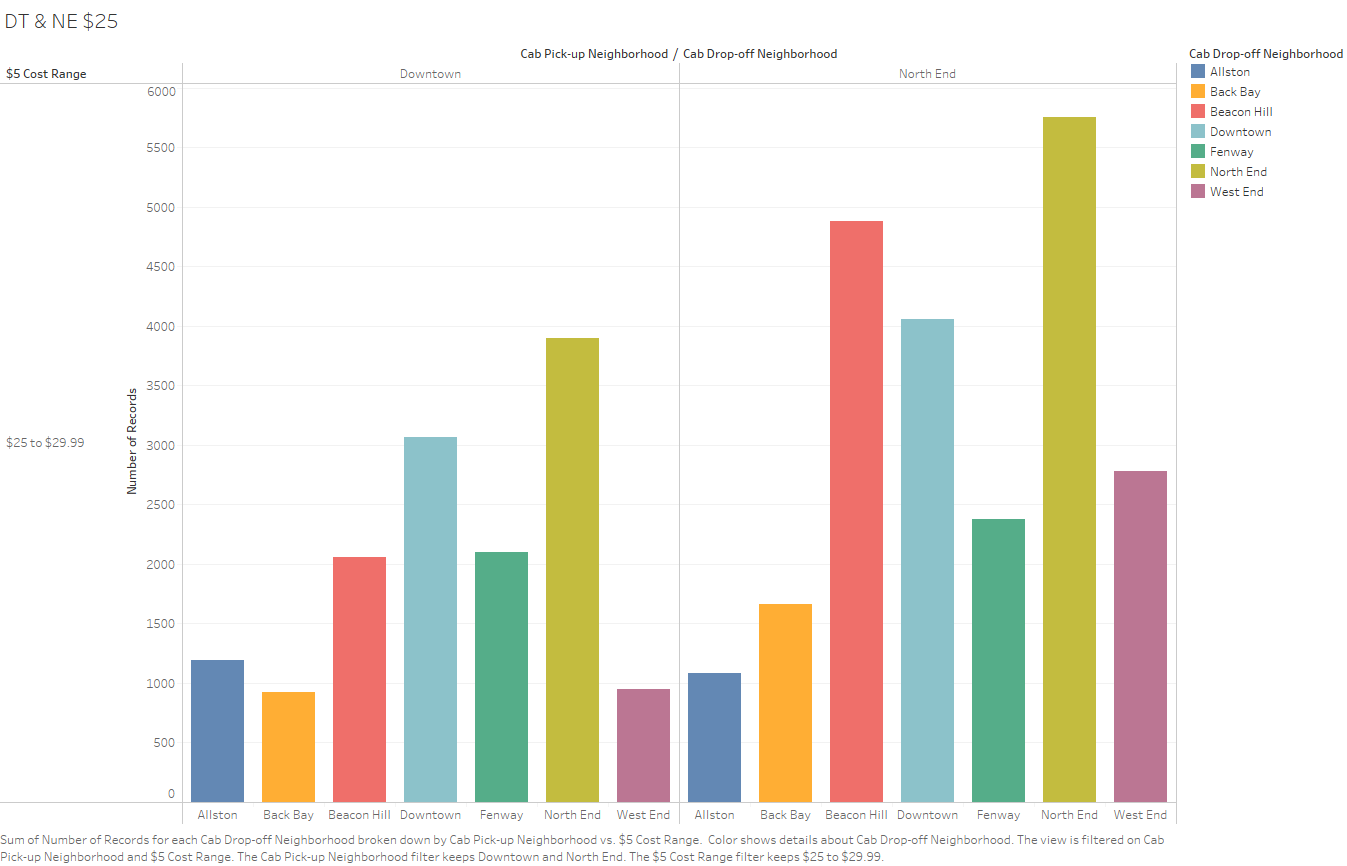 DT & NE $25
Cab Pick-up Neighborhood / Cab Drop-off Neighborhood
$5 Cost Range
Downtown
North End
Cab Drop-off Neighborhood
Allston
Back Bay
Beacon Hill
Downtown
Fenway
North End
West End
6000
5500
5000
4500
4000
3500
3000
2500
2000
1500
1000
500
0
Number of Records
$25 to $29.99
Allston Back Bay Beacon Hill Downtown Fenway North End West End Allston Back Bay Beacon Hill Downtown Fenway North End West End
Sum of Number of Records for each Cab Drop-off Neighborhood broken down by Cab Pick-up Neighborhood vs. $5 Cost Range.  Color shows details about Cab Drop-off Neighborhood. The view is filtered on Cab
Pick-up Neighborhood and $5 Cost Range. The Cab Pick-up Neighborhood filter keeps Downtown and North End. The $5 Cost Range filter keeps $25 to $29.99.